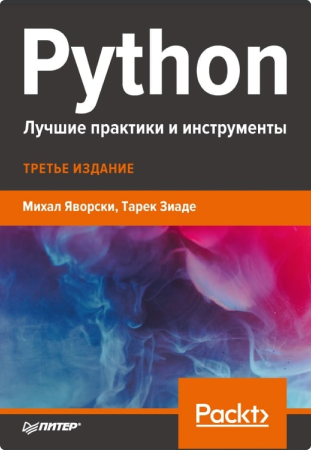 Python
Лучшие практики и инструменты
ТРЕТЬЕ ИЗДАНИЕ
Михал Яворски, Тарек Зиаде
ПИТЕР®
Packt>